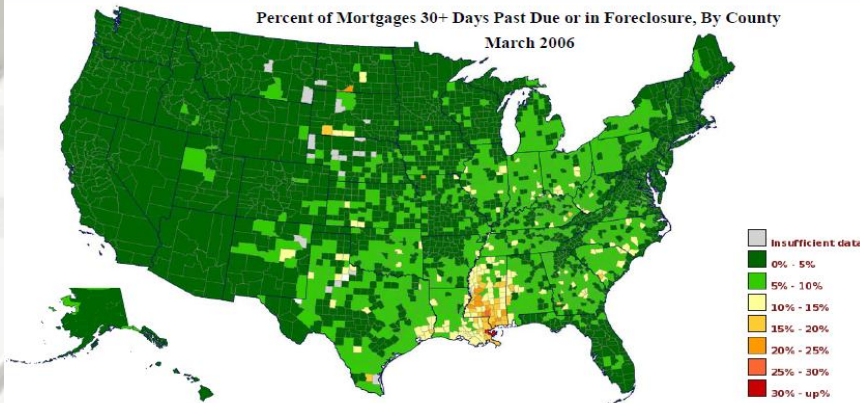 Percent of Mortgages 30+ Days Past Due or in Foreclosure, By County
March 2006
Insufficient data
0% - 5%
5% - 10%
10% - 15%
15% - 20%
20% - 25%
25% - 30%
30% - up%